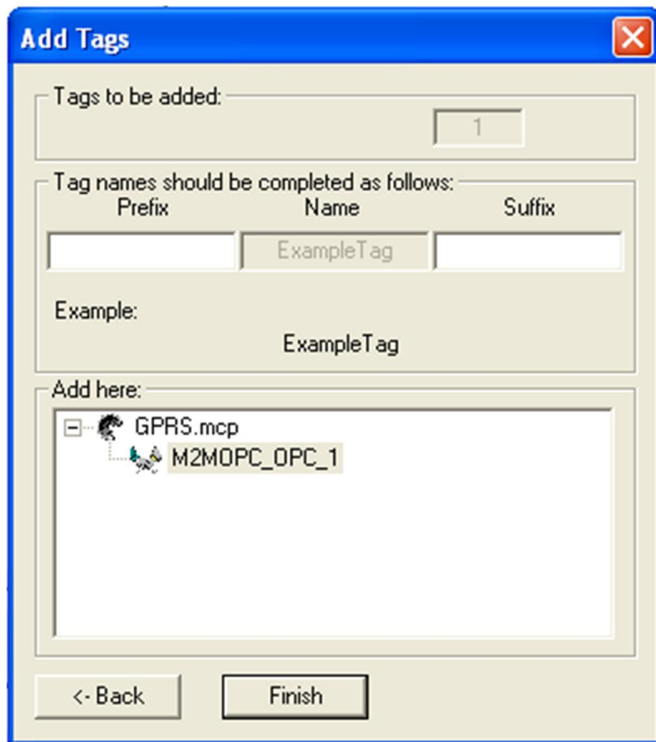 Add Tags
Tags to be added:
1
Tag names should be completed as follows:
Prefix Name Suffix
ExampleTag
Example:
ExampleTag
Add here:
GPRS.mcp
M2MOPC_OPC_1
<- Back Finish